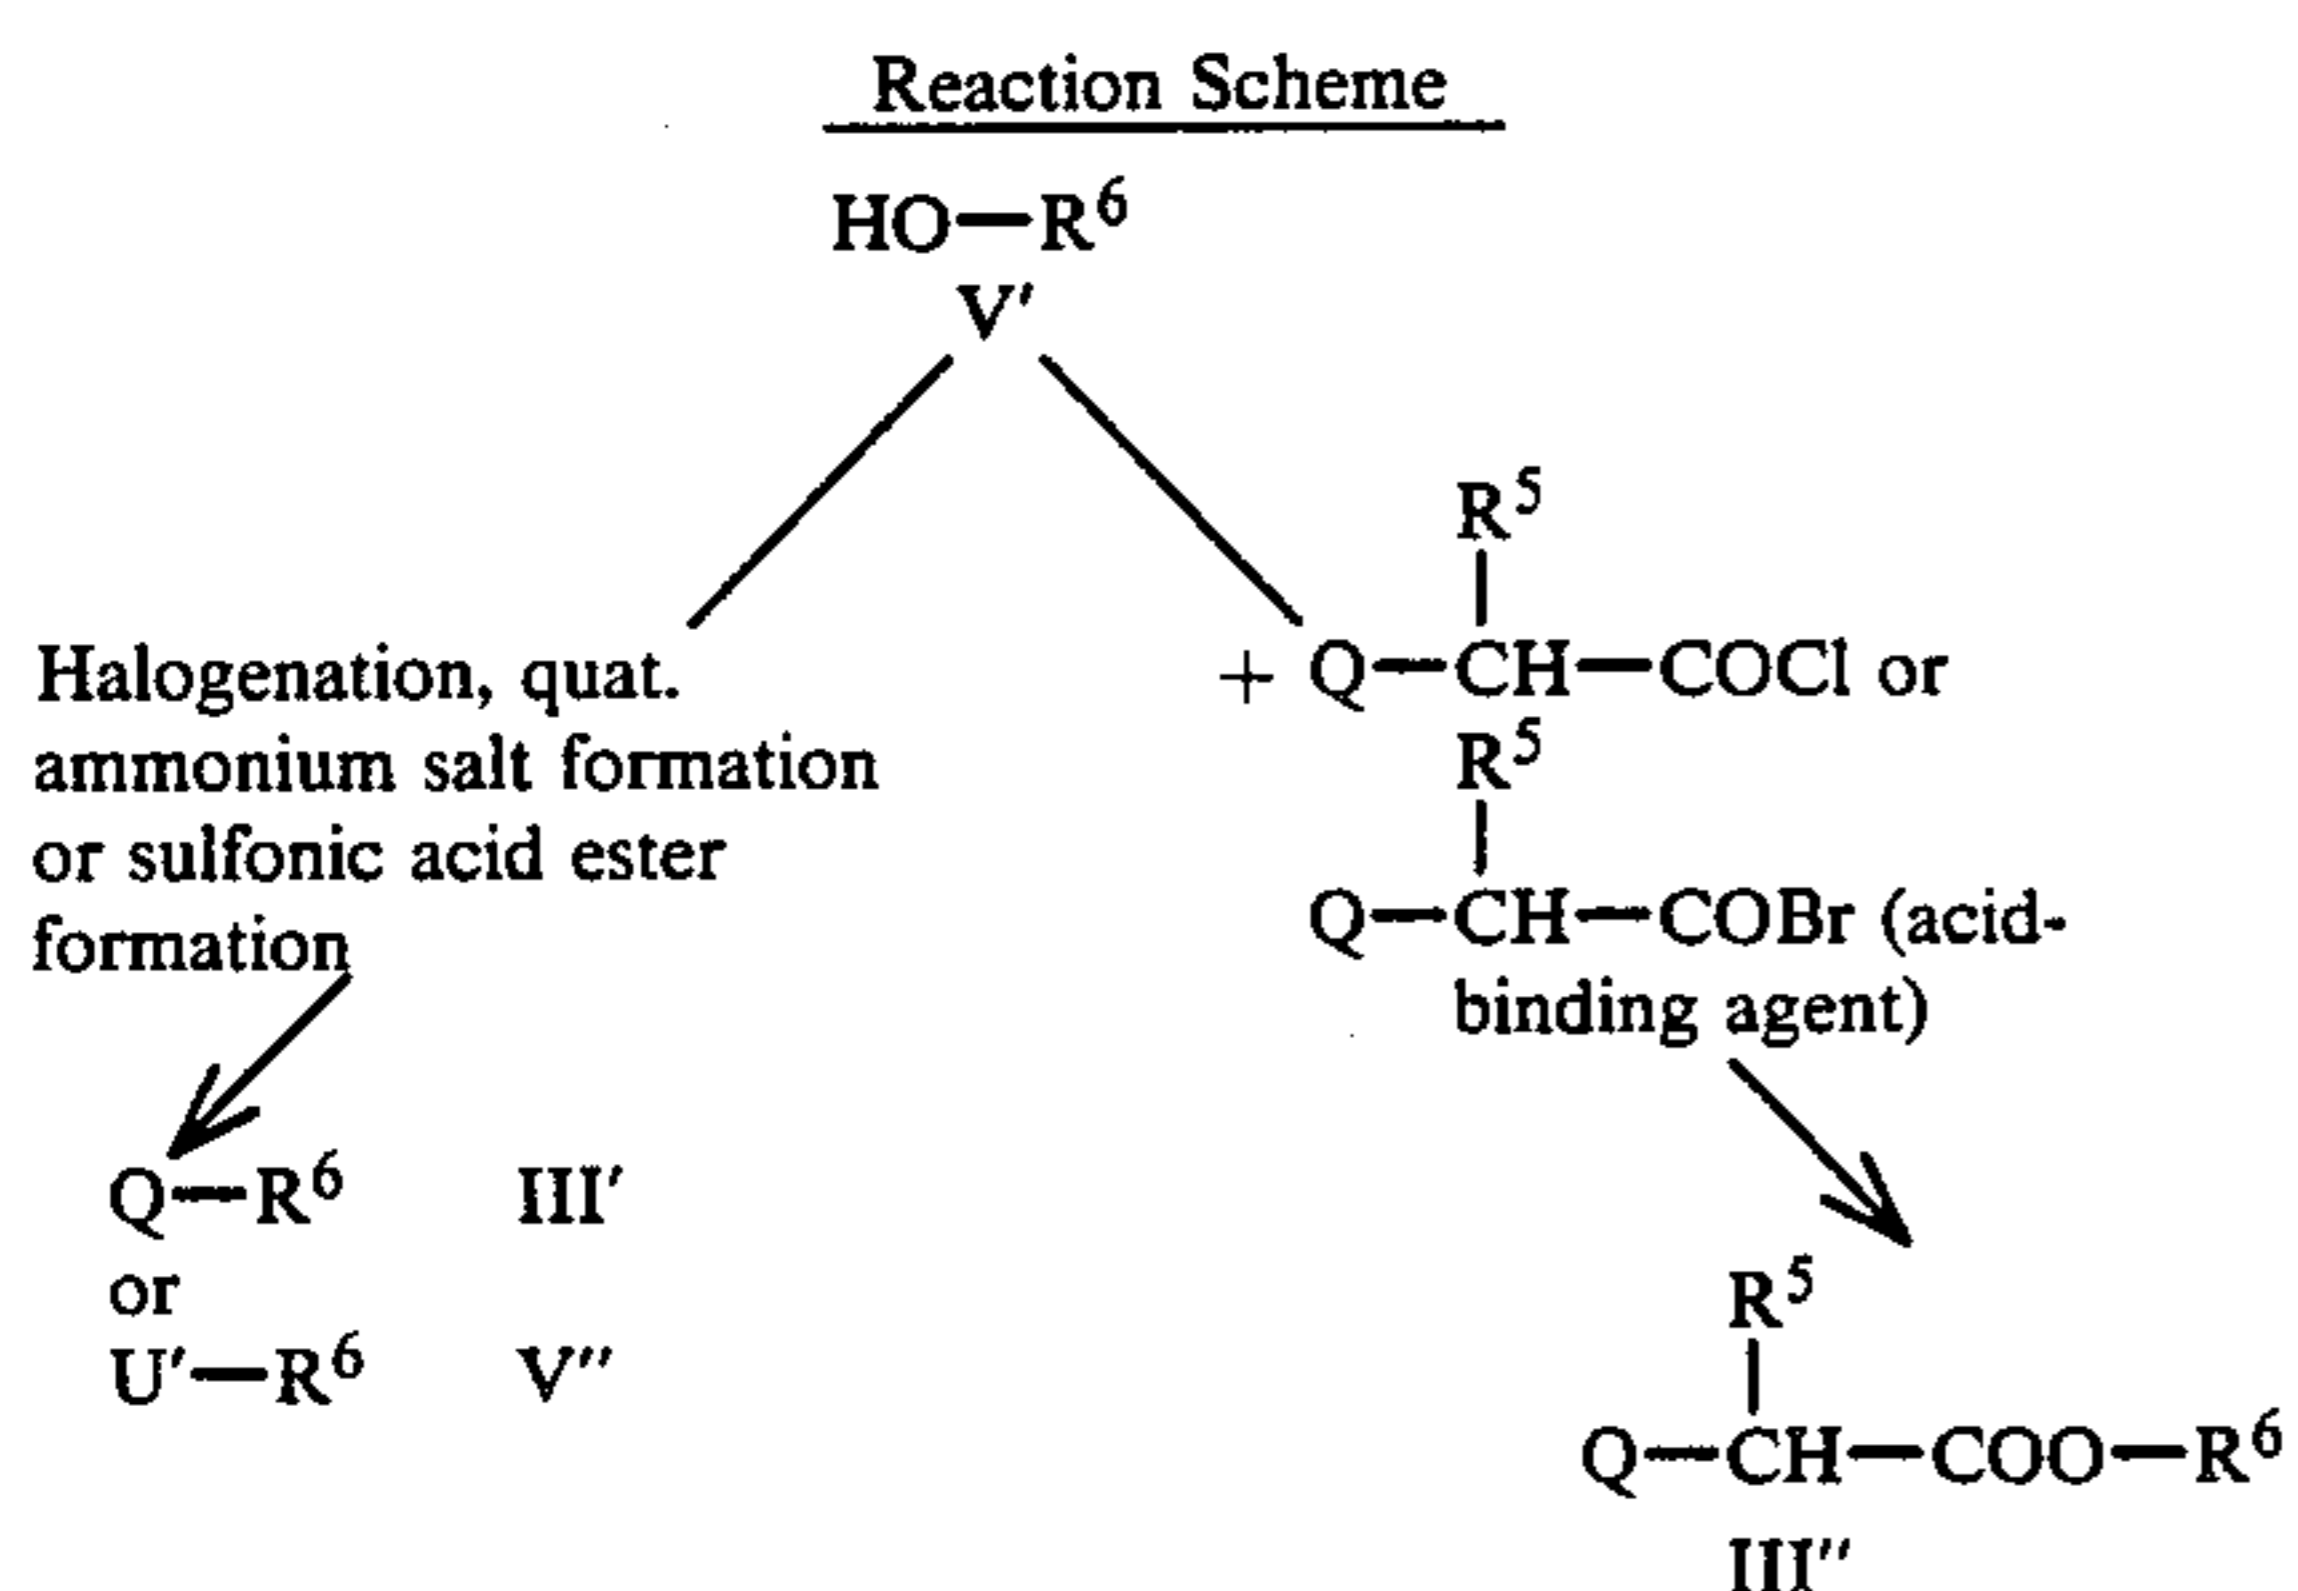 Reaction Scheme
HO—R⁶
V′
Halogenation, quat.
ammonium salt formation
or sulfonic acid ester
formation
R⁵
+ Q—CH—COCl or
R⁵
Q—CH—COBr (acid-
binding agent)
Q—R⁶ III′
or
U′—R⁶ V″
R⁵
Q—CH—COO—R⁶
III″